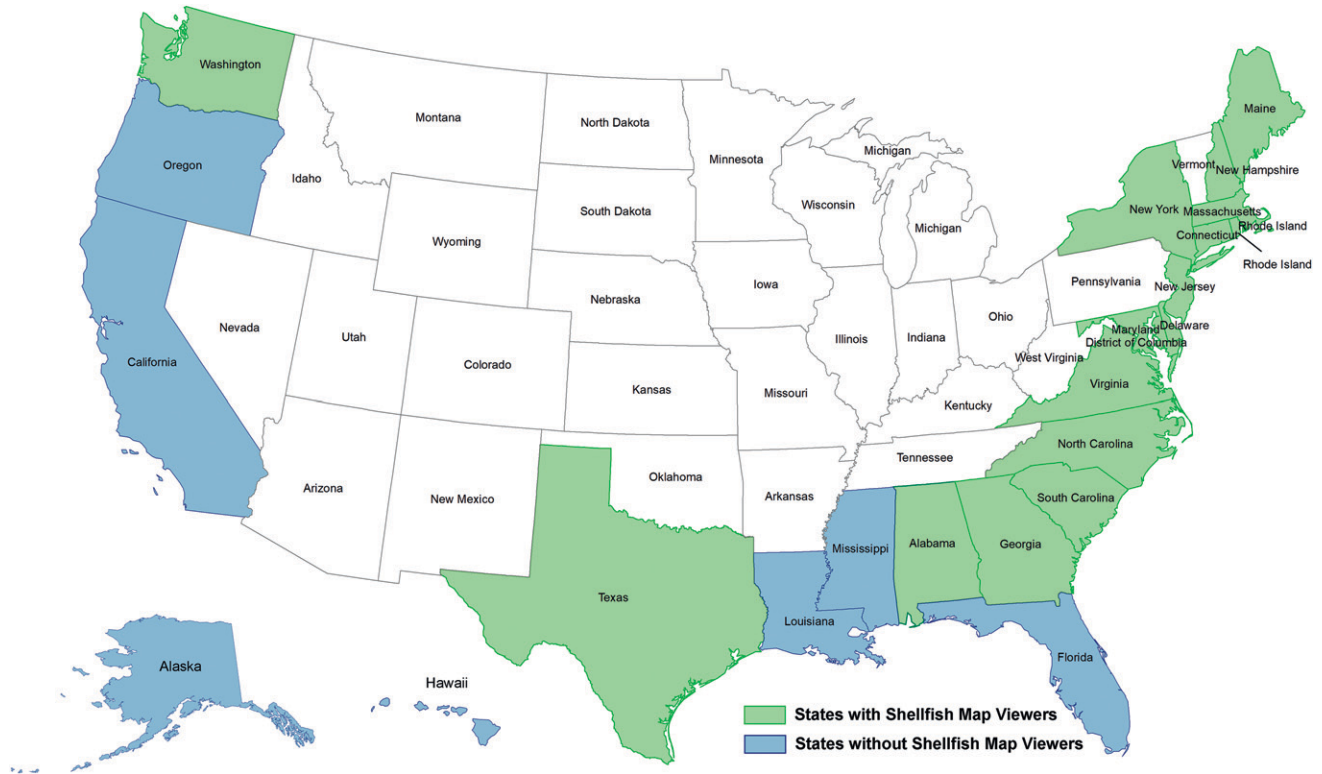 Washington
Montana
North Dakota
Minnesota
Michigan
Maine
Vermont
New Hampshire
Oregon
Idaho
Wyoming
South Dakota
Wisconsin
Michigan
New York
Massachusetts
Rhode Island
Connecticut
Rhode Island
Nebraska
Iowa
Pennsylvania
New Jersey
Nevada
Utah
Colorado
Illinois
Indiana
Ohio
Maryland
Delaware
District of Columbia
West Virginia
California
Kansas
Missouri
Kentucky
Virginia
North Carolina
Tennessee
Arizona
New Mexico
Oklahoma
Arkansas
South Carolina
Mississippi
Alabama
Georgia
Texas
Louisiana
Florida
Alaska
Hawaii
States with Shellfish Map Viewers
States without Shellfish Map Viewers